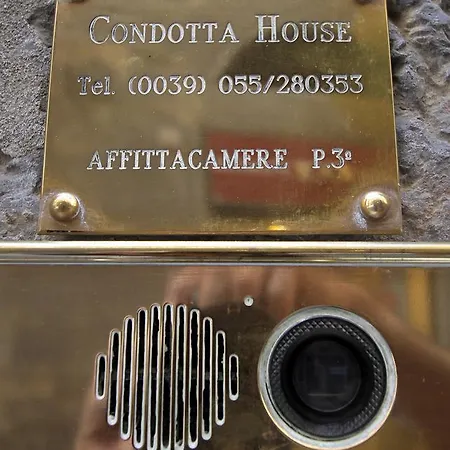 Condotta House
Tel. (0039) 055/280353
AFFITTACAMERE P.3ª